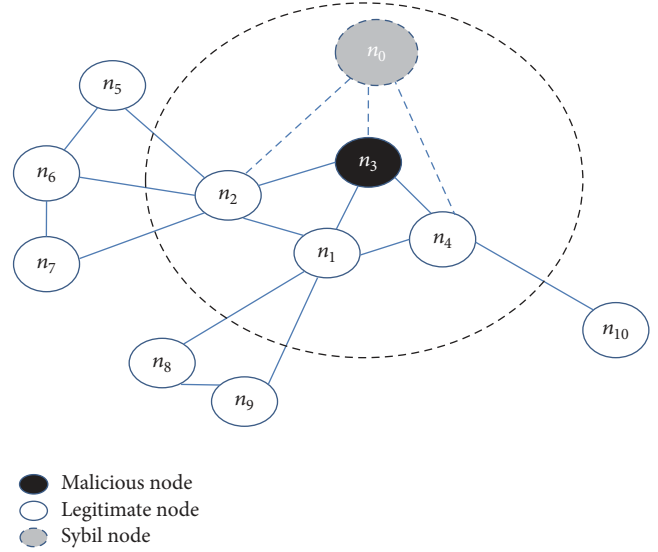 n0
n5
n3
n6
n2
n4
n1
n7
n10
n8
n9
Malicious node
Legitimate node
Sybil node